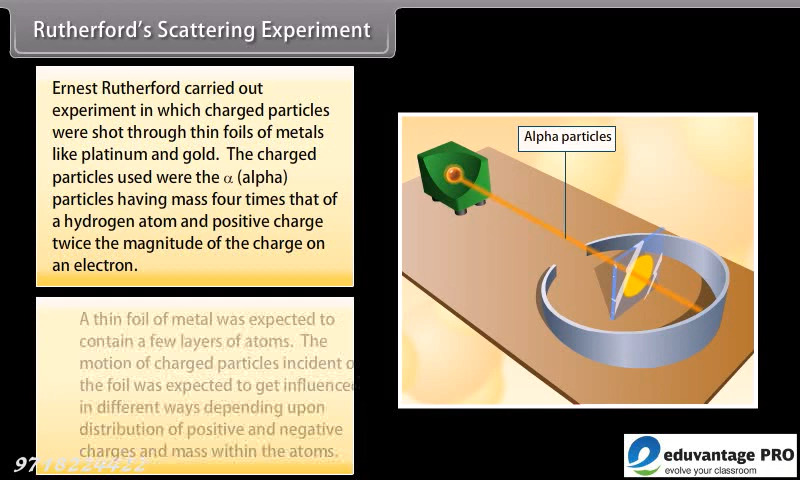 Rutherford's Scattering Experiment
Ernest Rutherford carried out
experiment in which charged particles
were shot through thin foils of metals
like platinum and gold. The charged
particles used were the α (alpha)
particles having mass four times that of
a hydrogen atom and positive charge
twice the magnitude of the charge on
an electron.
A thin foil of metal was expected to
contain a few layers of atoms. The
motion of charged particles incident o
the foil was expected to get influenced
in different ways depending upon
distribution of positive and negative
charges and mass within the atoms.
Alpha particles
9718224422
eduvantage PRO
evolve your classroom